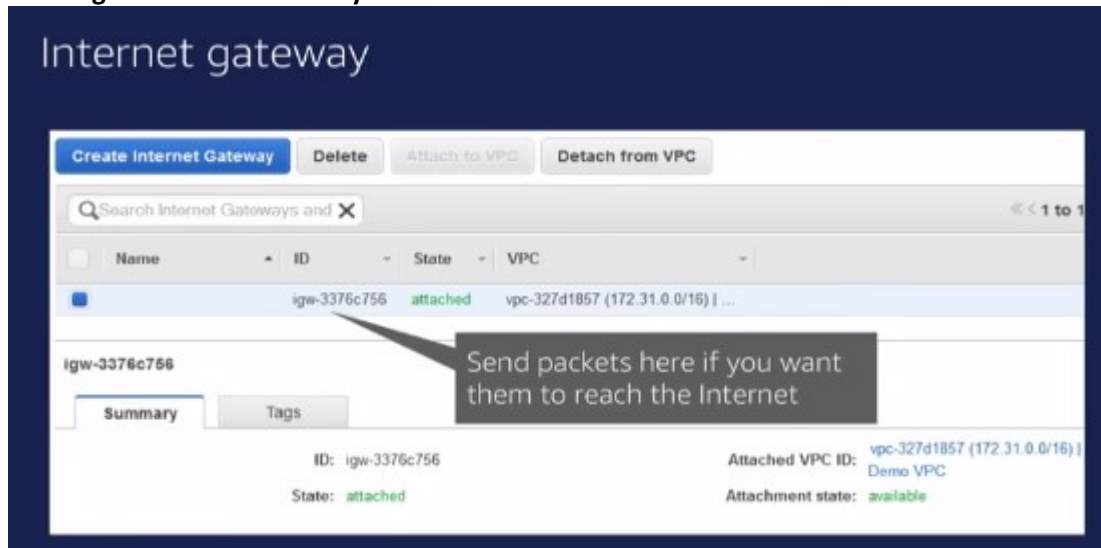 Internet gateway
Create Internet Gateway Delete Attach to VPC Detach from VPC
Search Internet Gateways and 1 to 1
Name ID State VPC
igw-3376c756 attached vpc-327d1857 (172.31.0.0/16) | ...
Send packets here if you want
them to reach the Internet
igw-3376c756
Summary Tags
ID: igw-3376c756
State: attached
Attached VPC ID: vpc-327d1857 (172.31.0.0/16) |
Demo VPC
Attachment state: available